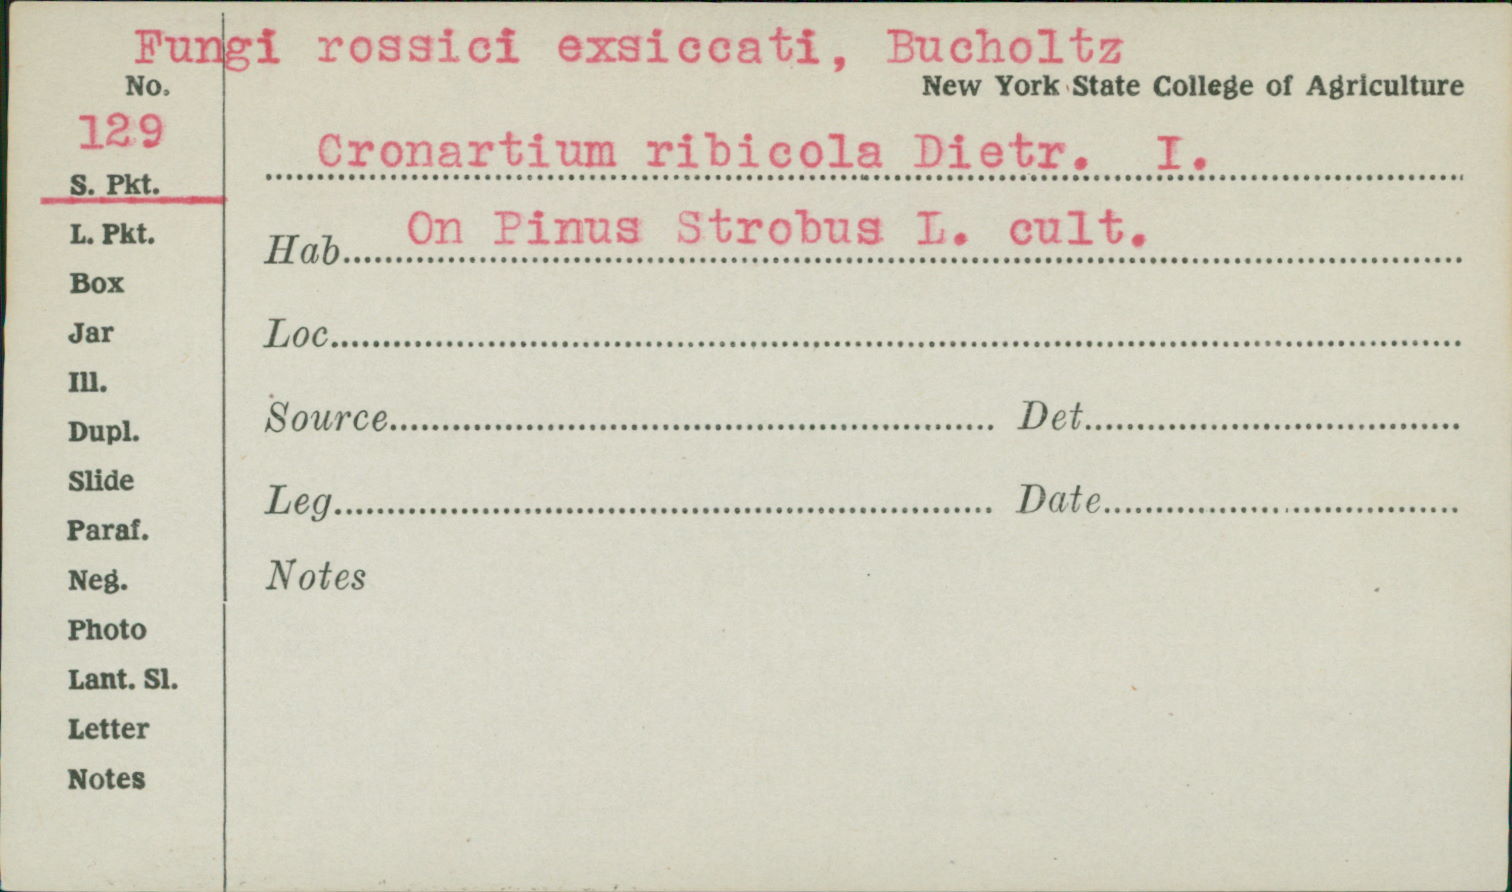 Fungi rossici exsiccati, Bucholtz
No.
New York State College of Agriculture
129
Cronartium ribicola Dietr. I.
S. Pkt.
On Pinus Strobus L. cult.
L. Pkt.
Hab
Box
Jar
Loc
Ill.
Dupl.
Source Det
Slide
Leg Date
Paraf.
Neg.
Notes
Photo
Lant. Sl.
Letter
Notes